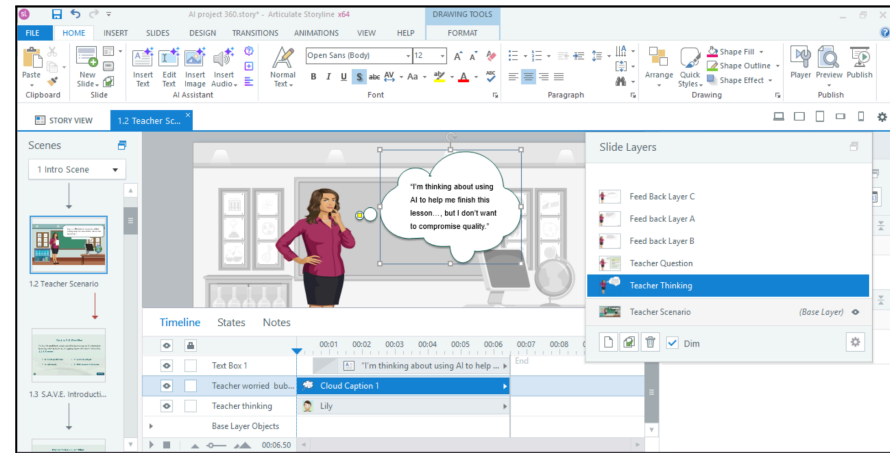 AI project 360.story* - Articulate Storyline x64
DRAWING TOOLS
FILE HOME INSERT SLIDES DESIGN TRANSITIONS ANIMATIONS VIEW HELP FORMAT
Paste
New Slide
Insert Text
Edit Text
Insert Image
Insert Audio
Normal Text
Open Sans (Body) 12
B I U S abc AV Aa
Arrange
Quick Styles
Shape Fill
Shape Outline
Shape Effect
Player Preview Publish
Clipboard Slide AI Assistant Font Paragraph Drawing Publish
STORY VIEW 1.2 Teacher Sc...
Scenes
1 Intro Scene
1.2 Teacher Scenario
1.3 S.A.V.E. Introducti...
"I'm thinking about using
AI to help me finish this
lesson..., but I don't want
to compromise quality."
Slide Layers
Feed Back Layer C
Feed back Layer A
Feed back Layer B
Teacher Question
Teacher Thinking
Teacher Scenario (Base Layer)
Dim
Timeline States Notes
00:01 00:02 00:03 00:04 00:05 00:06 00:07 00:08
End
Text Box 1 "I'm thinking about using AI to help ...
Teacher worried bub... Cloud Caption 1
Teacher thinking Lily
Base Layer Objects
00:06.50